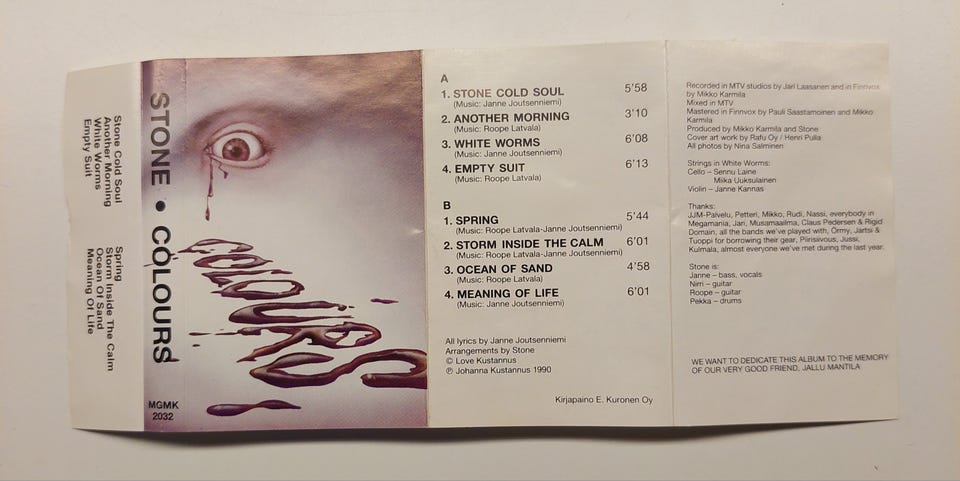 Stone Cold Soul
Another Morning
White Worms
Empty Suit
Spring
Storm Inside The Calm
Ocean Of Sand
Meaning Of Life
STONE • COLOURS
MGMK
2032
COLOURS
A
1. STONE COLD SOUL 5'58
(Music: Janne Joutsenniemi)
2. ANOTHER MORNING 3'10
(Music: Roope Latvala)
3. WHITE WORMS 6'08
(Music: Janne Joutsenniemi)
4. EMPTY SUIT 6'13
(Music: Roope Latvala)
B
1. SPRING 5'44
(Music: Roope Latvala-Janne Joutsenniemi)
2. STORM INSIDE THE CALM 6'01
(Music: Roope Latvala-Janne Joutsenniemi)
3. OCEAN OF SAND 4'58
(Music: Roope Latvala)
4. MEANING OF LIFE 6'01
(Music: Janne Joutsenniemi)
All lyrics by Janne Joutsenniemi
Arrangements by Stone
© Love Kustannus
℗ Johanna Kustannus 1990
Kirjapaino E. Kuronen Oy
Recorded in MTV studios by Jari Laasanen and in Finnvox
by Mikko Karmila
Mixed in MTV
Mastered in Finnvox by Pauli Saastamoinen and Mikko
Karmila
Produced by Mikko Karmila and Stone
Cover art work by Rafu Oy / Henri Pulla
All photos by Nina Salminen
Strings in White Worms:
Cello – Sennu Laine
Miika Uuksulainen
Violin – Janne Kannas
Thanks:
JJM-Palvelu, Petteri, Mikko, Rudi, Nassi, everybody in
Megamania, Jari, Musamaailma, Claus Pedersen & Rigid
Domain, all the bands we've played with, Örmy, Jartsi &
Tuoppi for borrowing their gear, Piirisivous, Jussi,
Kulmala, almost everyone we've met during the last year.
Stone is:
Janne – bass, vocals
Nirri – guitar
Roope – guitar
Pekka – drums
WE WANT TO DEDICATE THIS ALBUM TO THE MEMORY
OF OUR VERY GOOD FRIEND, JALLU MANTILA